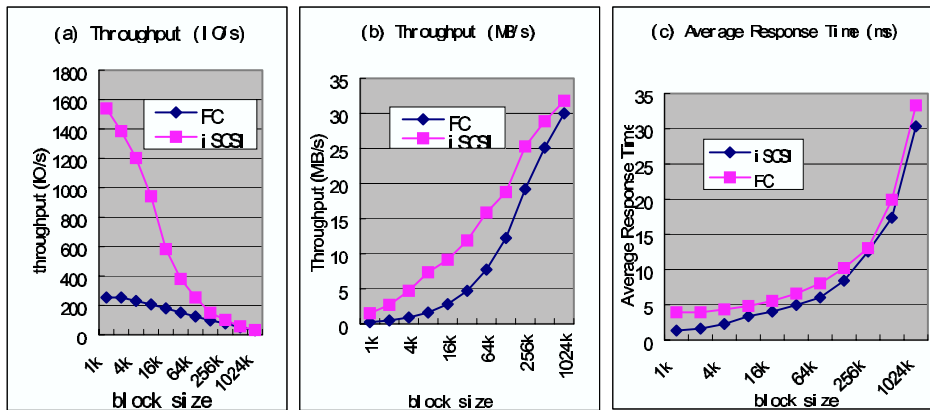 (a) Throughput (IO/s)
1800
1600
1400
1200
1000
800
600
400
200
0
throughput (IO/s)
FC
iSCSI
1k
4k
16k
64k
256k
1024k
block size
(b) Throughput (MB/s)
35
30
25
20
15
10
5
0
Throughput (MB/s)
FC
iSCSI
1k
4k
16k
64k
256k
1024k
block size
(c) Average Response Time (ms)
35
30
25
20
15
10
5
0
Average Response Time
iSCSI
FC
1k
4k
16k
64k
256k
1024k
block size